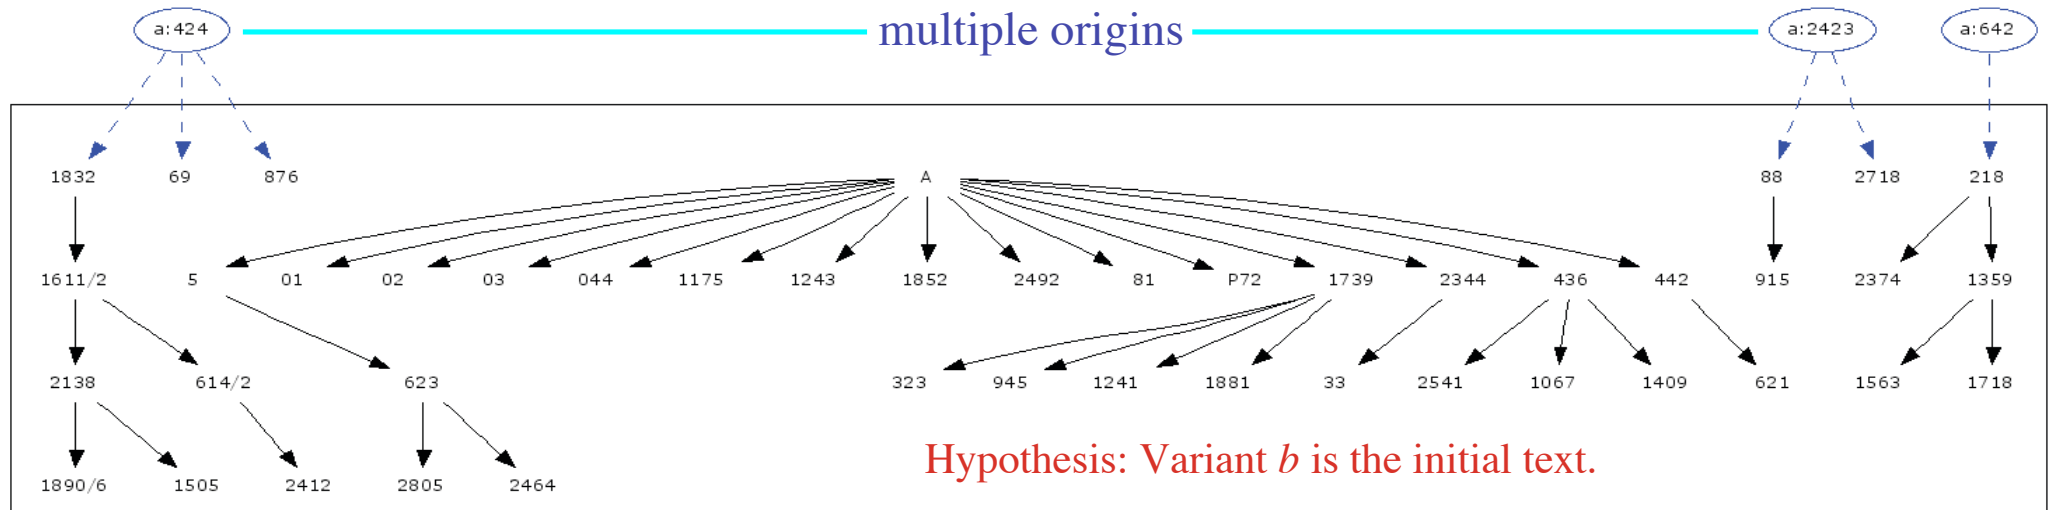 a:424 multiple origins a:2423 a:642
1832 69 876 A 88 2718 218
1611/2 5 01 02 03 044 1175 1243 1852 2492 81 P72 1739 2344 436 442 915 2374 1359
2138 614/2 623 323 945 1241 1881 33 2541 1067 1409 621 1563 1718
Hypothesis: Variant b is the initial text.
1890/6 1505 2412 2805 2464